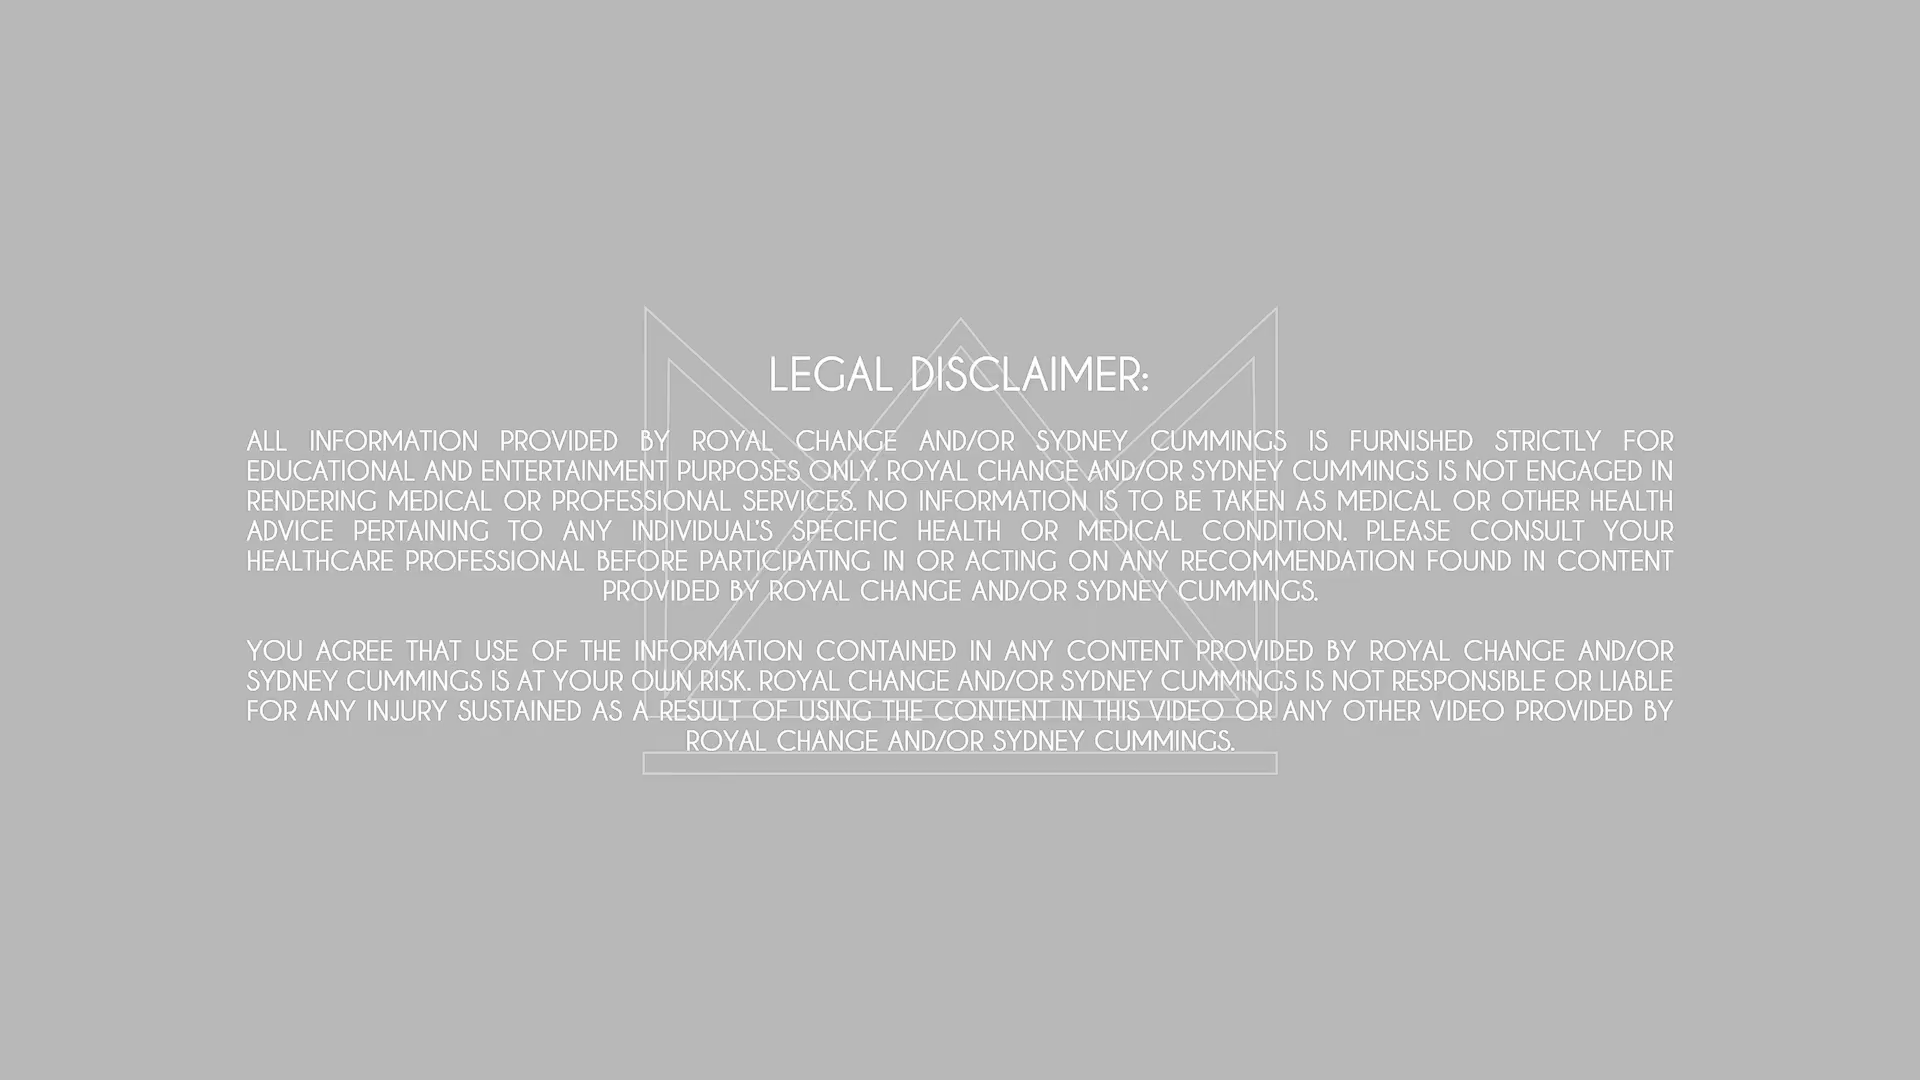 LEGAL DISCLAIMER:
ALL INFORMATION PROVIDED BY ROYAL CHANGE AND/OR SYDNEY CUMMINGS IS FURNISHED STRICTLY FOR
EDUCATIONAL AND ENTERTAINMENT PURPOSES ONLY. ROYAL CHANGE AND/OR SYDNEY CUMMINGS IS NOT ENGAGED IN
RENDERING MEDICAL OR PROFESSIONAL SERVICES. NO INFORMATION IS TO BE TAKEN AS MEDICAL OR OTHER HEALTH
ADVICE PERTAINING TO ANY INDIVIDUAL'S SPECIFIC HEALTH OR MEDICAL CONDITION. PLEASE CONSULT YOUR
HEALTHCARE PROFESSIONAL BEFORE PARTICIPATING IN OR ACTING ON ANY RECOMMENDATION FOUND IN CONTENT
PROVIDED BY ROYAL CHANGE AND/OR SYDNEY CUMMINGS.
YOU AGREE THAT USE OF THE INFORMATION CONTAINED IN ANY CONTENT PROVIDED BY ROYAL CHANGE AND/OR
SYDNEY CUMMINGS IS AT YOUR OWN RISK. ROYAL CHANGE AND/OR SYDNEY CUMMINGS IS NOT RESPONSIBLE OR LIABLE
FOR ANY INJURY SUSTAINED AS A RESULT OF USING THE CONTENT IN THIS VIDEO OR ANY OTHER VIDEO PROVIDED BY
ROYAL CHANGE AND/OR SYDNEY CUMMINGS.